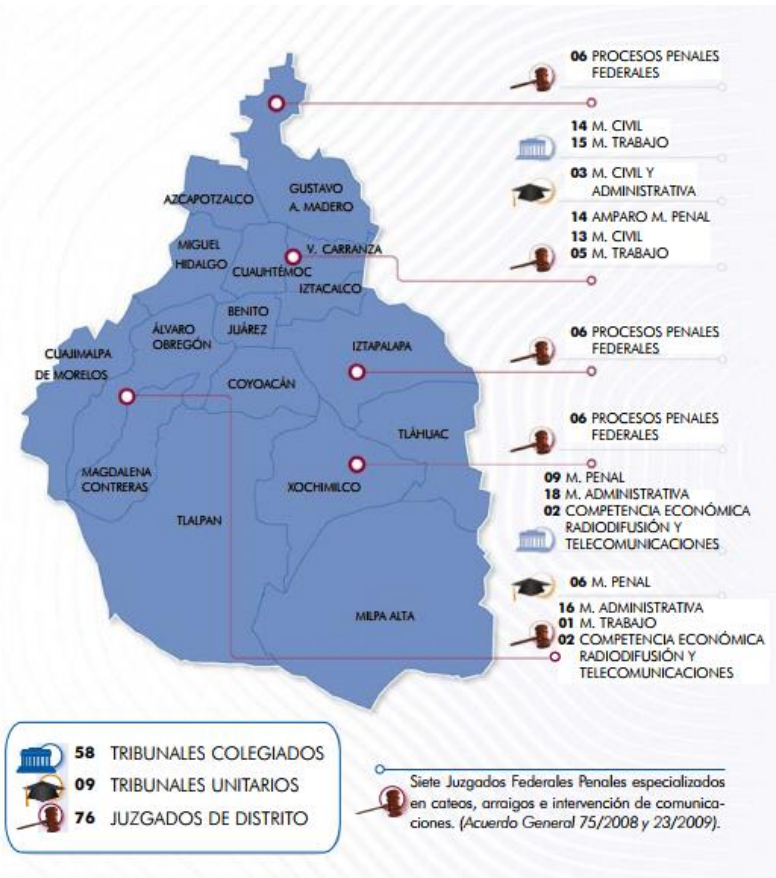 06 PROCESOS PENALES
FEDERALES
14 M. CIVIL
15 M. TRABAJO
03 M. CIVIL Y
ADMINISTRATIVA
14 AMPARO M. PENAL
13 M. CIVIL
05 M. TRABAJO
06 PROCESOS PENALES
FEDERALES
06 PROCESOS PENALES
FEDERALES
09 M. PENAL
18 M. ADMINISTRATIVA
02 COMPETENCIA ECONÓMICA
RADIODIFUSIÓN Y
TELECOMUNICACIONES
06 M. PENAL
16 M. ADMINISTRATIVA
01 M. TRABAJO
02 COMPETENCIA ECONÓMICA
RADIODIFUSIÓN Y
TELECOMUNICACIONES
AZCAPOTZALCO
GUSTAVO
A. MADERO
MIGUEL
HIDALGO
V. CARRANZA
CUAUHTÉMOC
IZTACALCO
BENITO
JUÁREZ
ÁLVARO
OBREGÓN
IZTAPALAPA
CUAJIMALPA
DE MORELOS
COYOACÁN
TLÁHUAC
MAGDALENA
CONTRERAS
XOCHIMILCO
TLALPAN
MILPA ALTA
58 TRIBUNALES COLEGIADOS
09 TRIBUNALES UNITARIOS
76 JUZGADOS DE DISTRITO
Siete Juzgados Federales Penales especializados
en cateos, arraigos e intervención de comunica-
ciones. (Acuerdo General 75/2008 y 23/2009).